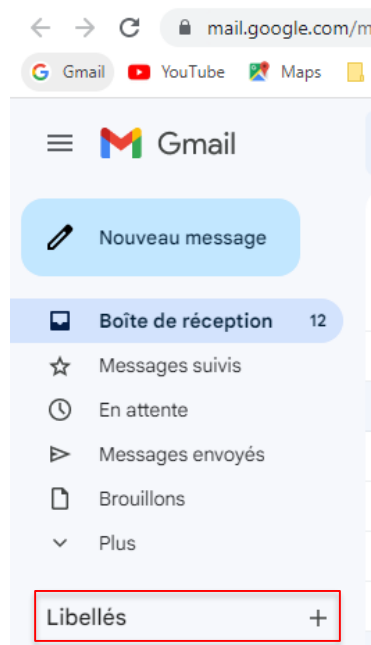 mail.google.com/m
Gmail YouTube Maps
Gmail
Nouveau message
Boîte de réception 12
Messages suivis
En attente
Messages envoyés
Brouillons
Plus
Libellés +